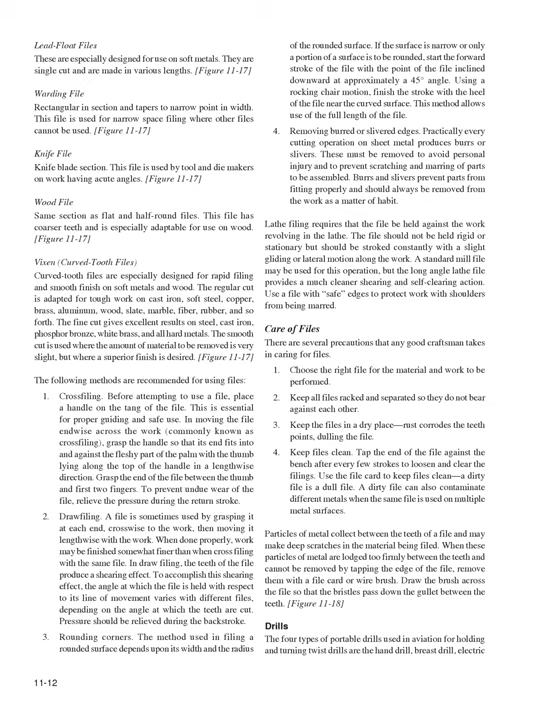 Lead-Float Files
These are especially designed for use on soft metals. They are
single cut and are made in various lengths. [Figure 11-17]
Warding File
Rectangular in section and tapers to narrow point in width.
This file is used for narrow space filing where other files
cannot be used. [Figure 11-17]
Knife File
Knife blade section. This file is used by tool and die makers
on work having acute angles. [Figure 11-17]
Wood File
Same section as flat and half-round files. This file has
coarser teeth and is especially adaptable for use on wood.
[Figure 11-17]
Vixen (Curved-Tooth Files)
Curved-tooth files are especially designed for rapid filing
and smooth finish on soft metals and wood. The regular cut
is adapted for tough work on cast iron, soft steel, copper,
brass, aluminum, wood, slate, marble, fiber, rubber, and so
forth. The fine cut gives excellent results on steel, cast iron,
phosphor bronze, white brass, and all hard metals. The smooth
cut is used where the amount of material to be removed is very
slight, but where a superior finish is desired. [Figure 11-17]
The following methods are recommended for using files:
1. Crossfiling. Before attempting to use a file, place
a handle on the tang of the file. This is essential
for proper guiding and safe use. In moving the file
endwise across the work (commonly known as
crossfiling), grasp the handle so that its end fits into
and against the fleshy part of the palm with the thumb
lying along the top of the handle in a lengthwise
direction. Grasp the end of the file between the thumb
and first two fingers. To prevent undue wear of the
file, relieve the pressure during the return stroke.
2. Drawfiling. A file is sometimes used by grasping it
at each end, crosswise to the work, then moving it
lengthwise with the work. When done properly, work
may be finished somewhat finer than when cross filing
with the same file. In draw filing, the teeth of the file
produce a shearing effect. To accomplish this shearing
effect, the angle at which the file is held with respect
to its line of movement varies with different files,
depending on the angle at which the teeth are cut.
Pressure should be relieved during the backstroke.
3. Rounding corners. The method used in filing a
rounded surface depends upon its width and the radius
of the rounded surface. If the surface is narrow or only
a portion of a surface is to be rounded, start the forward
stroke of the file with the point of the file inclined
downward at approximately a 45° angle. Using a
rocking chair motion, finish the stroke with the heel
of the file near the curved surface. This method allows
use of the full length of the file.
4. Removing burred or slivered edges. Practically every
cutting operation on sheet metal produces burrs or
slivers. These must be removed to avoid personal
injury and to prevent scratching and marring of parts
to be assembled. Burrs and slivers prevent parts from
fitting properly and should always be removed from
the work as a matter of habit.
Lathe filing requires that the file be held against the work
revolving in the lathe. The file should not be held rigid or
stationary but should be stroked constantly with a slight
gliding or lateral motion along the work. A standard mill file
may be used for this operation, but the long angle lathe file
provides a much cleaner shearing and self-clearing action.
Use a file with “safe” edges to protect work with shoulders
from being marred.
Care of Files
There are several precautions that any good craftsman takes
in caring for files.
1. Choose the right file for the material and work to be
performed.
2. Keep all files racked and separated so they do not bear
against each other.
3. Keep the files in a dry place—rust corrodes the teeth
points, dulling the file.
4. Keep files clean. Tap the end of the file against the
bench after every few strokes to loosen and clear the
filings. Use the file card to keep files clean—a dirty
file is a dull file. A dirty file can also contaminate
different metals when the same file is used on multiple
metal surfaces.
Particles of metal collect between the teeth of a file and may
make deep scratches in the material being filed. When these
particles of metal are lodged too firmly between the teeth and
cannot be removed by tapping the edge of the file, remove
them with a file card or wire brush. Draw the brush across
the file so that the bristles pass down the gullet between the
teeth. [Figure 11-18]
Drills
The four types of portable drills used in aviation for holding
and turning twist drills are the hand drill, breast drill, electric
11-12